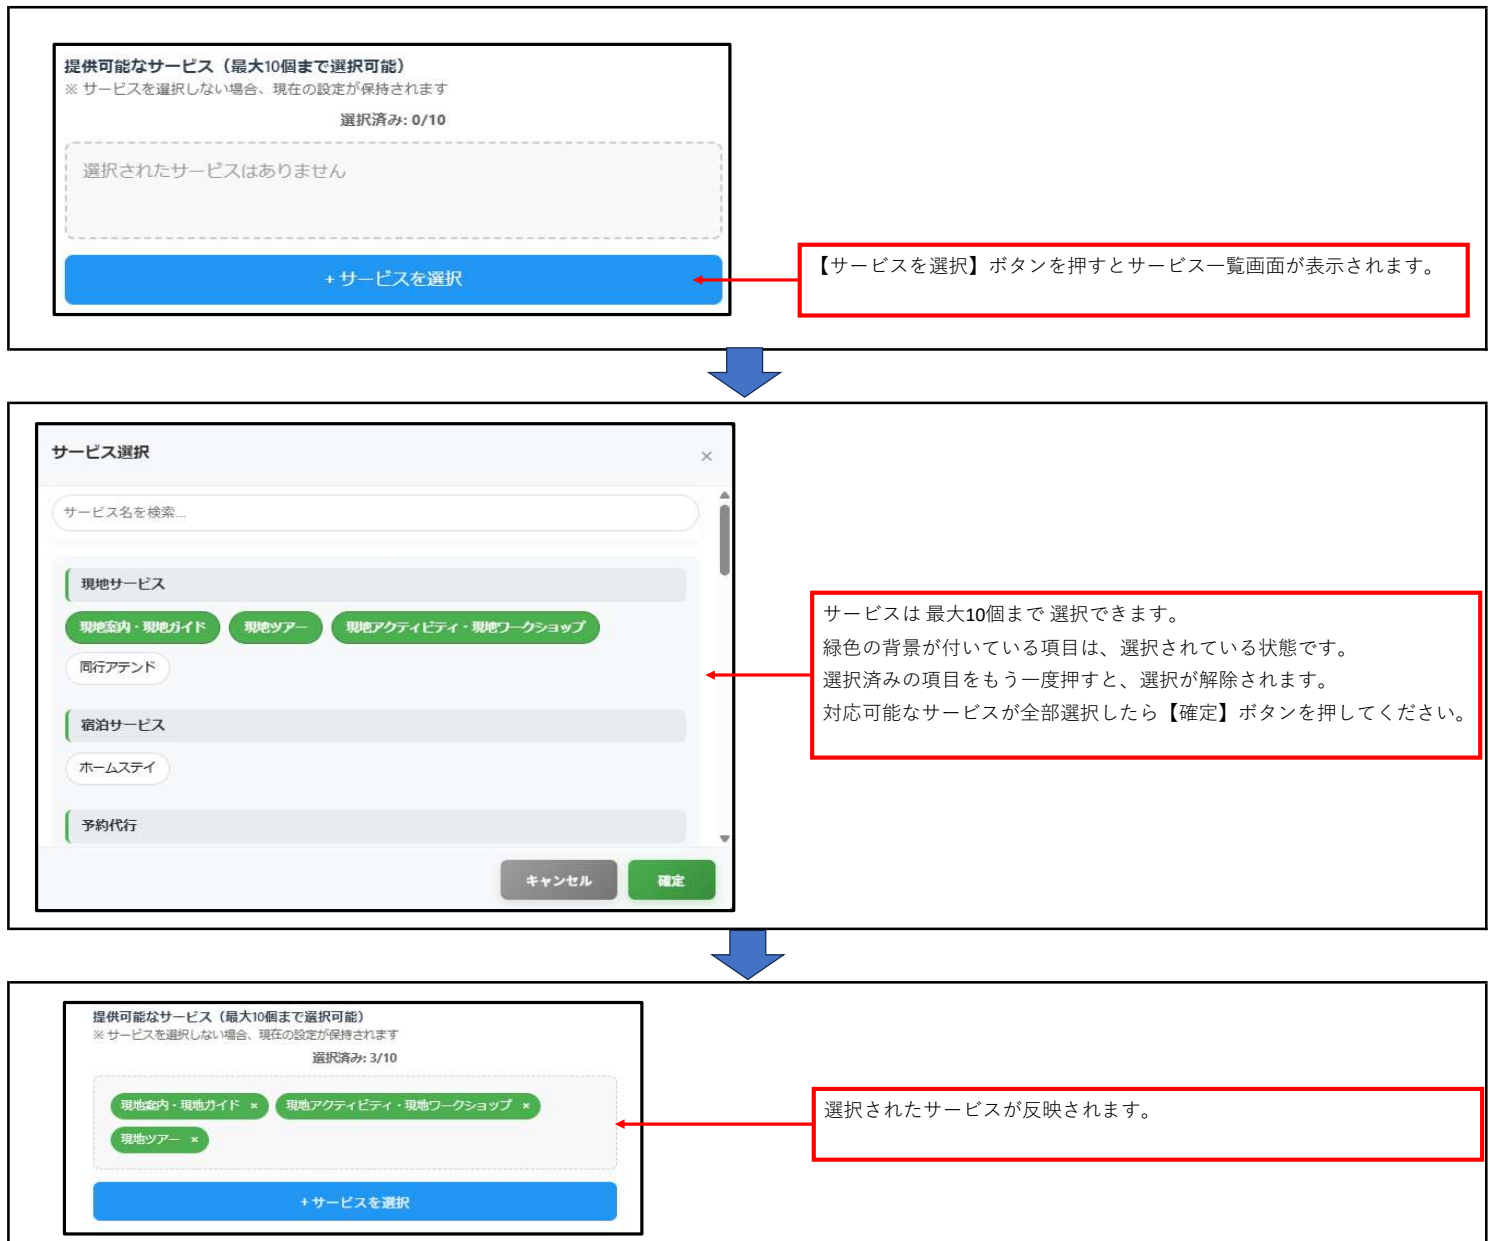 提供可能なサービス（最大10個まで選択可能）
※ サービスを選択しない場合、現在の設定が保持されます
選択済み: 0/10
選択されたサービスはありません
+ サービスを選択
【サービスを選択】ボタンを押すとサービス一覧画面が表示されます。
サービス選択
×
サービス名を検索...
現地サービス
現地案内・現地ガイド 現地ツアー 現地アクティビティ・現地ワークショップ
同行アテンド
宿泊サービス
ホームステイ
予約代行
キャンセル 確定
サービスは 最大10個まで 選択できます。
緑色の背景が付いている項目は、選択されている状態です。
選択済みの項目をもう一度押すと、選択が解除されます。
対応可能なサービスが全部選択したら【確定】ボタンを押してください。
提供可能なサービス（最大10個まで選択可能）
※ サービスを選択しない場合、現在の設定が保持されます
選択済み: 3/10
現地案内・現地ガイド × 現地アクティビティ・現地ワークショップ ×
現地ツアー ×
+ サービスを選択
選択されたサービスが反映されます。